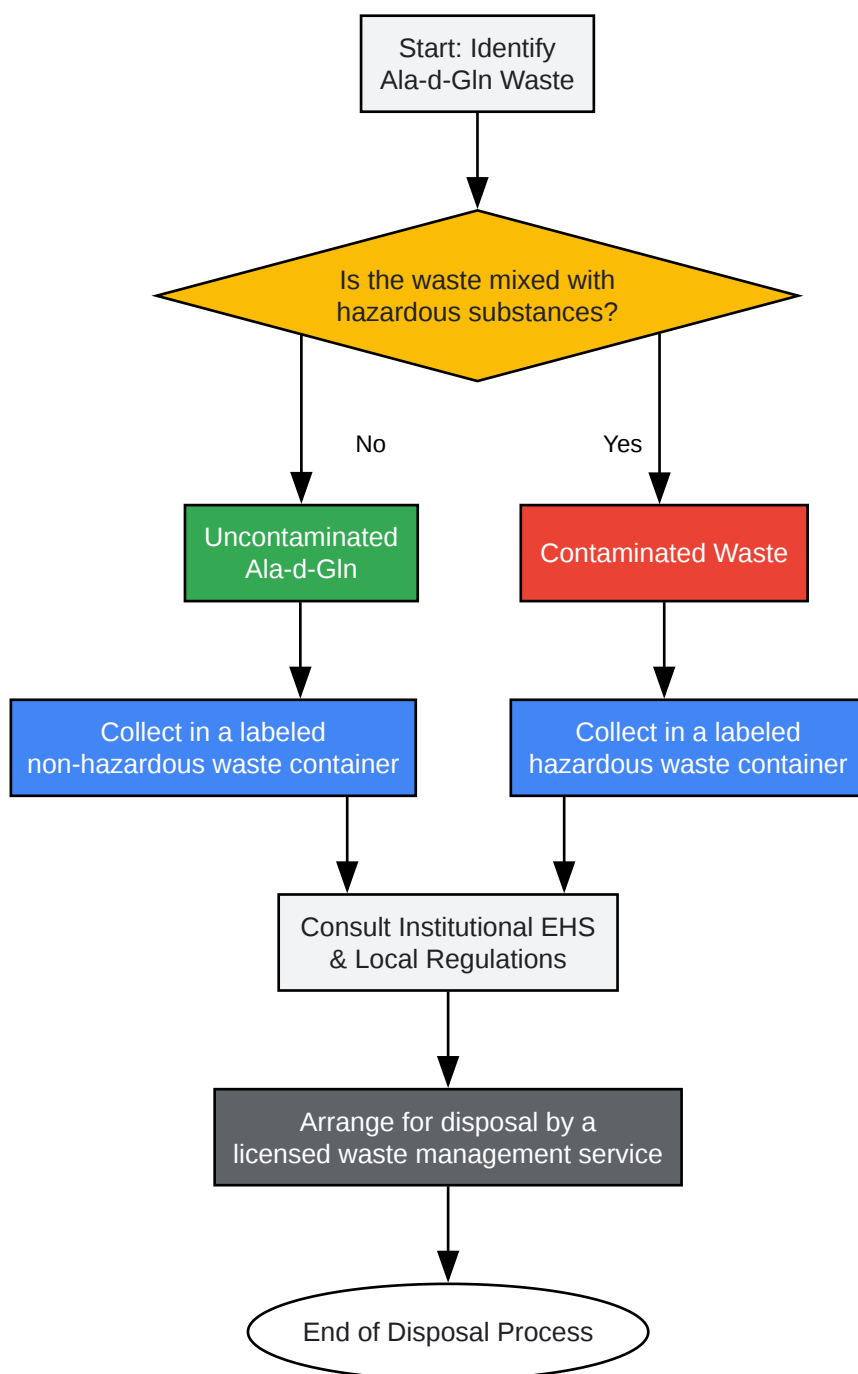 Start: Identify
Ala-d-Gln Waste
Is the waste mixed with
hazardous substances?
No
Yes
Uncontaminated
Ala-d-Gln
Contaminated Waste
Collect in a labeled
non-hazardous waste container
Collect in a labeled
hazardous waste container
Consult Institutional EHS
& Local Regulations
Arrange for disposal by a
licensed waste management service
End of Disposal Process